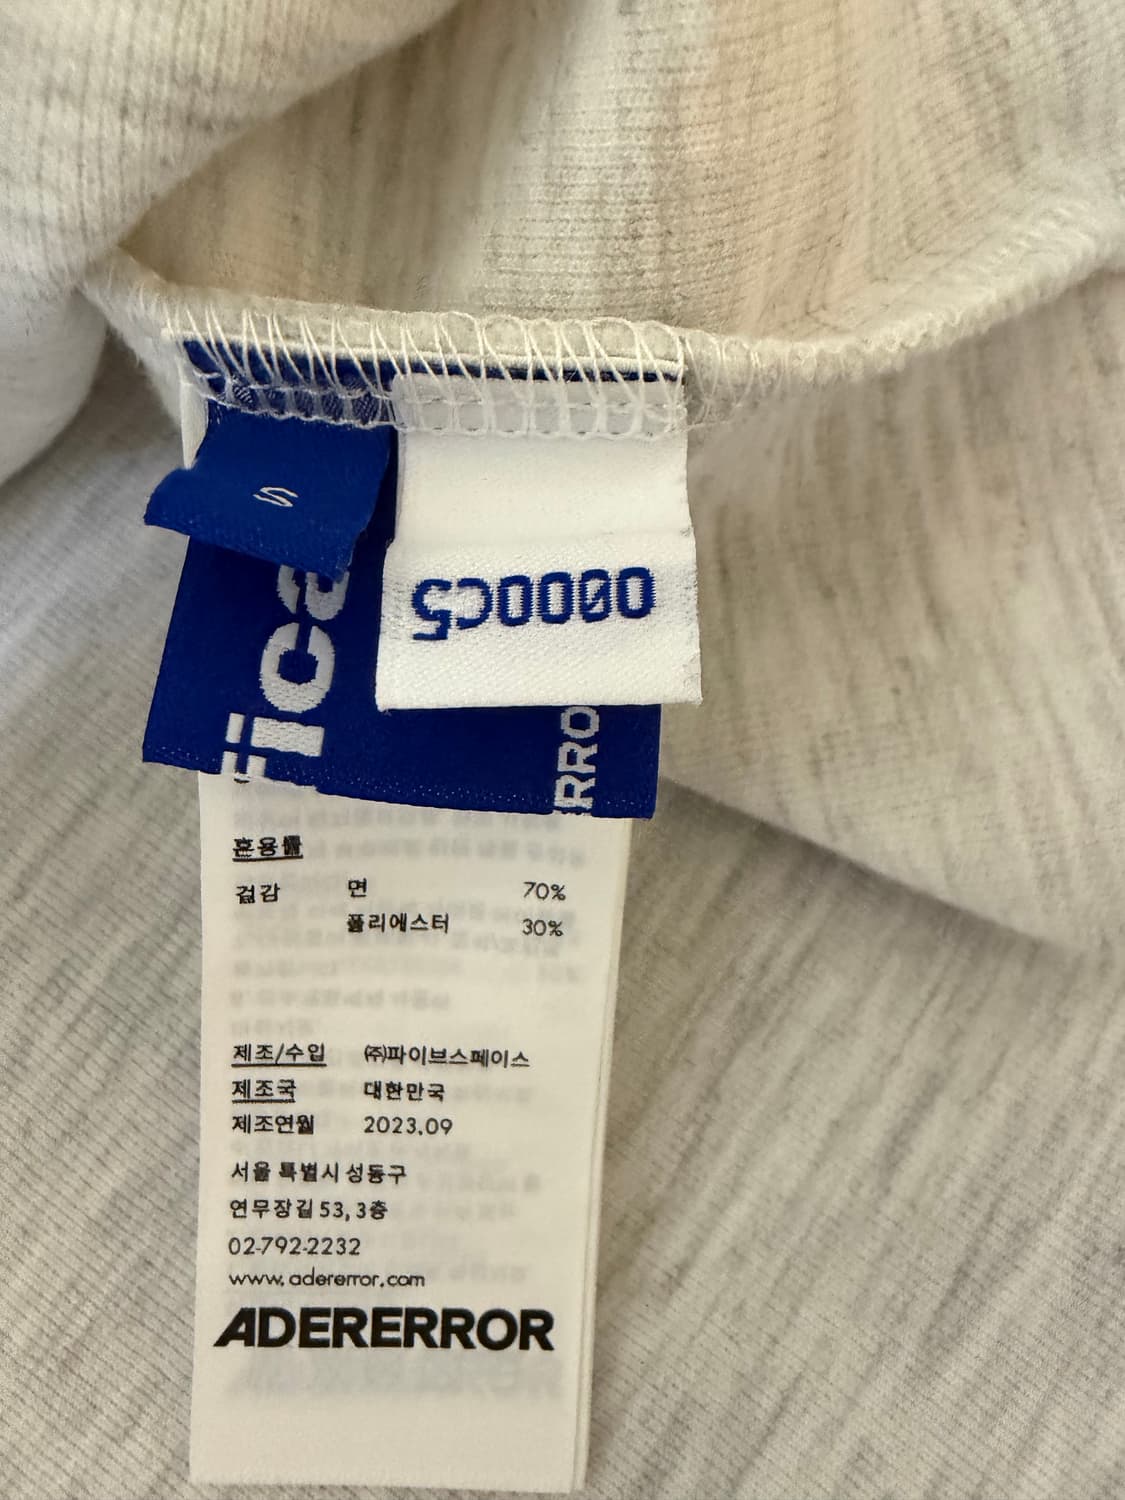 S
Fica
000C5
RRO
혼용률
겉감 면 70%
폴리에스터 30%
제조/수입 ㈜파이브스페이스
제조국 대한민국
제조연월 2023.09
서울 특별시 성동구
연무장길 53, 3층
02-792-2232
www.adererror.com
ADERERROR